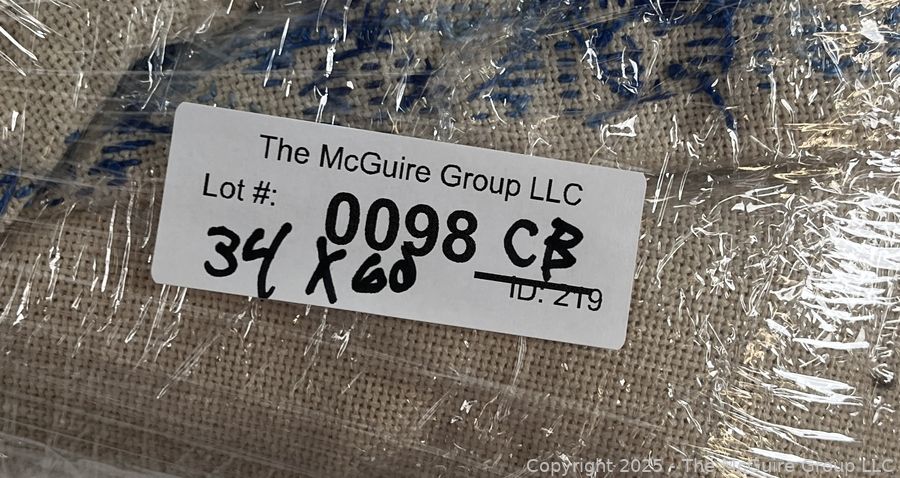 The McGuire Group LLC
Lot #: 0098 CB
34 X 60
ID: 219
Copyright 2025 - The McGuire Group LLC